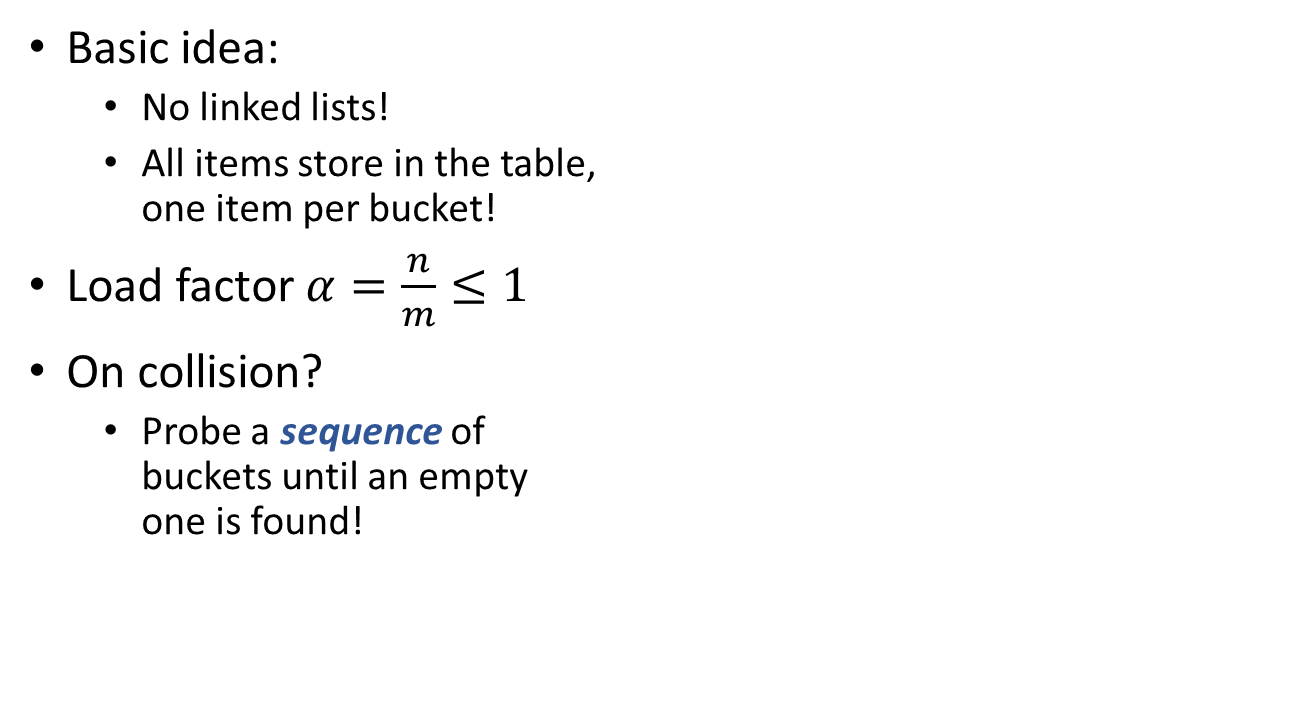 • Basic idea:
• No linked lists!
• All items store in the table,
one item per bucket!
• Load factor α = n/m ≤ 1
• On collision?
• Probe a sequence of
buckets until an empty
one is found!